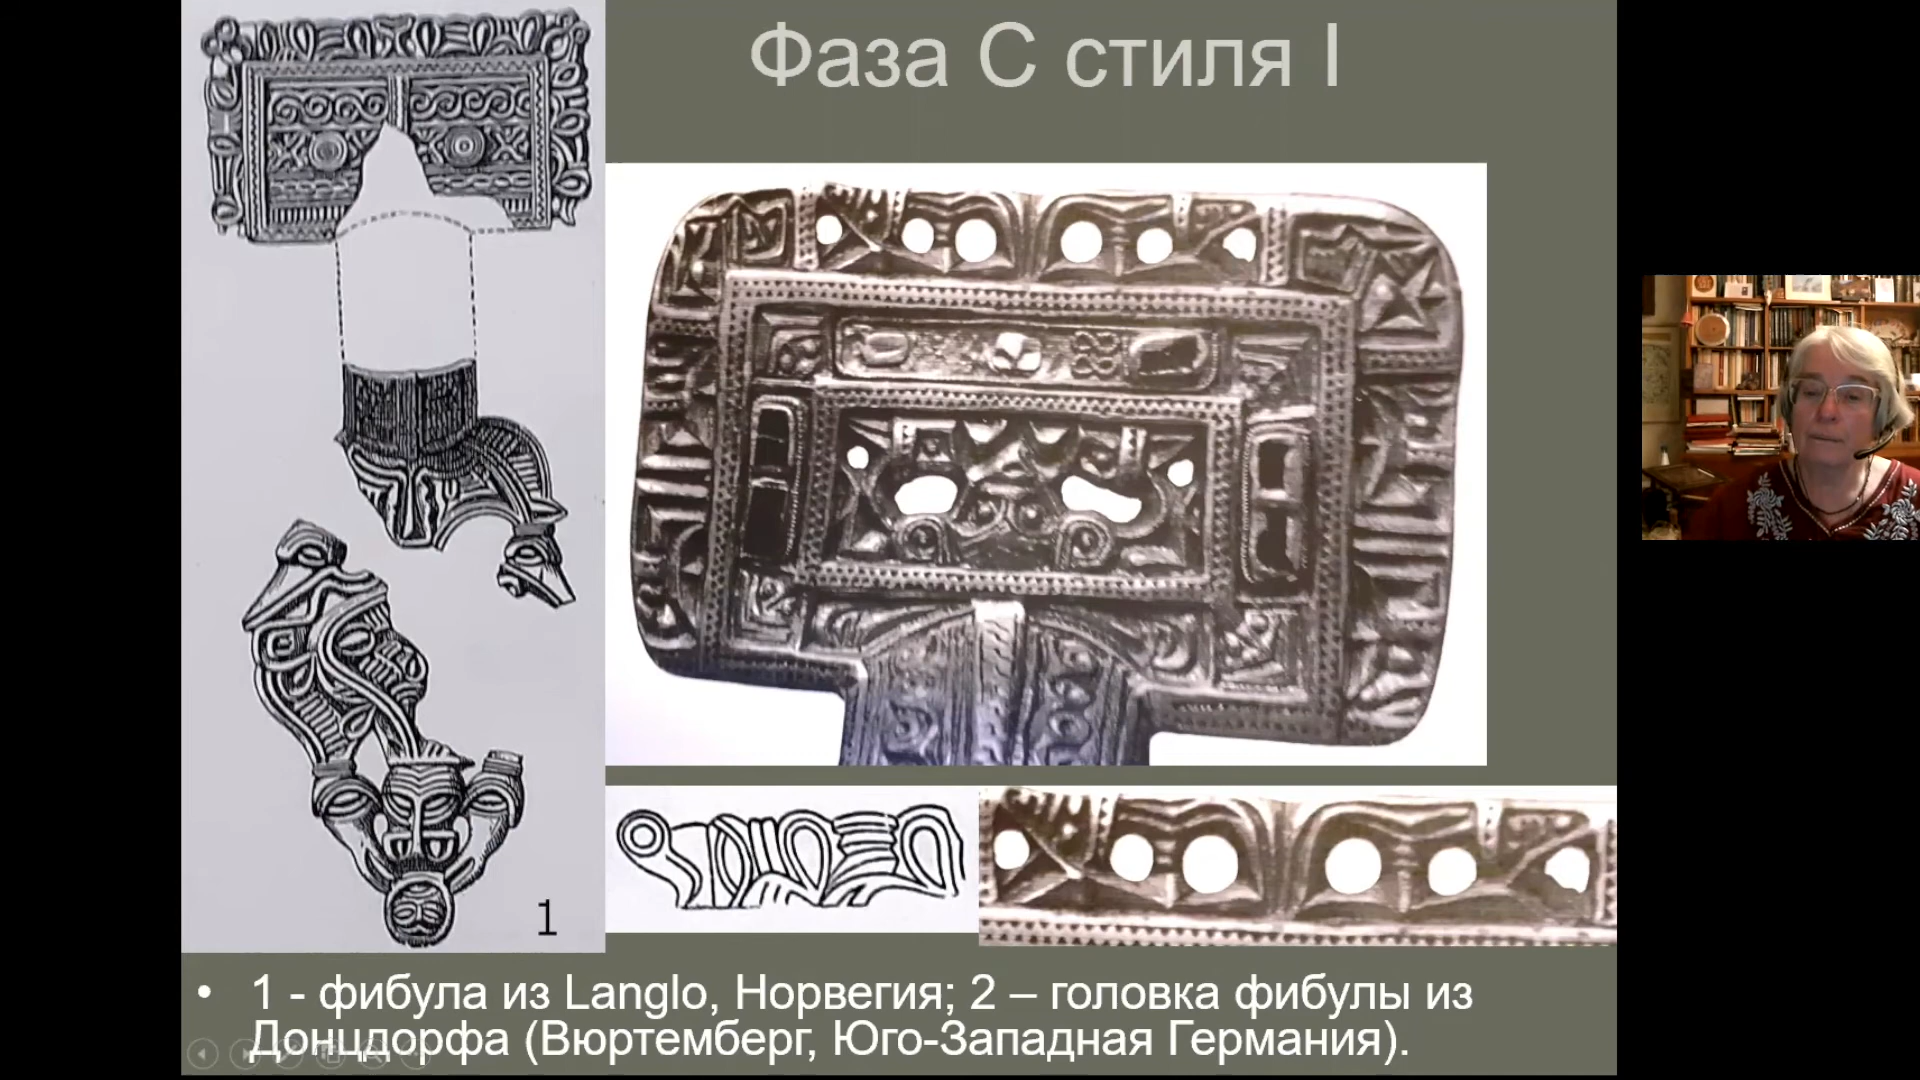 Фаза С стиля I
1
• 1 - фибула из Langlo, Норвегия; 2 – головка фибулы из
Донцдорфа (Вюртемберг, Юго-Западная Германия).